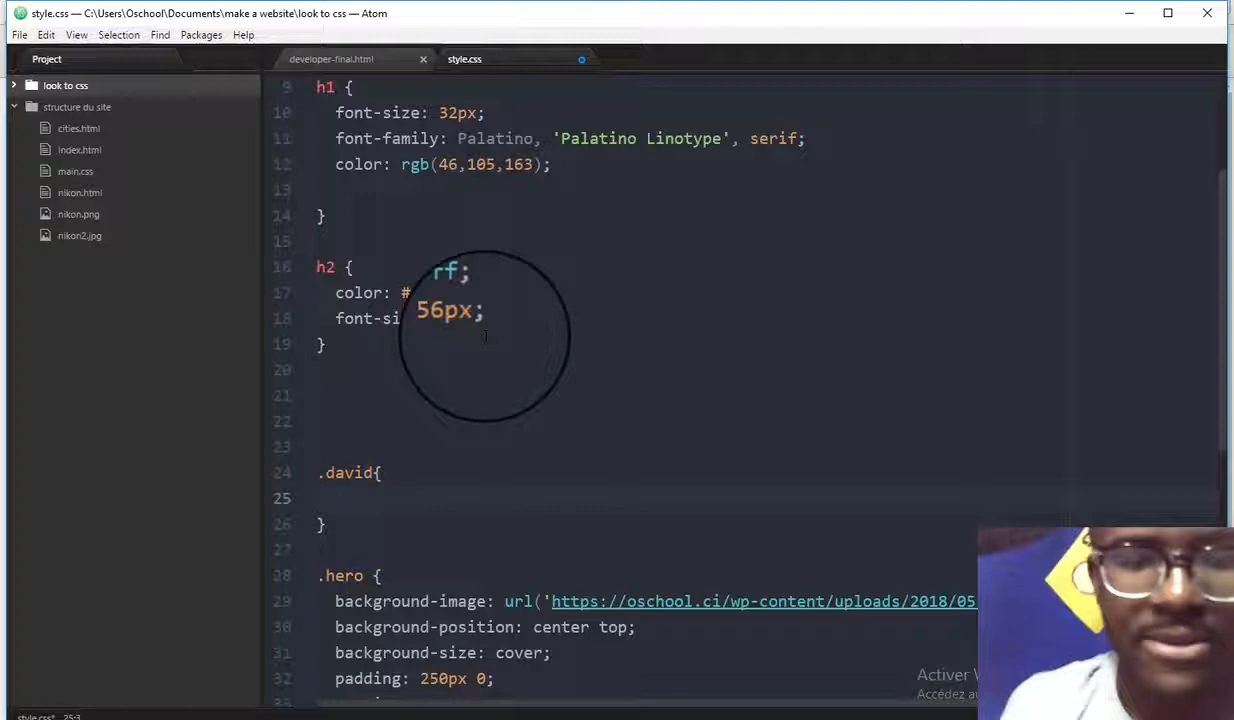 style.css — C:\Users\Oschool\Documents\make a website\look to css — Atom
File Edit View Selection Find Packages Help
Project
developer-final.html
style.css
look to css
structure du site
cities.html
index.html
main.css
nikon.html
nikon.png
nikon2.jpg
9 h1 {
10 font-size: 32px;
11 font-family: Palatino, 'Palatino Linotype', serif;
12 color: rgb(46,105,163);
13
14 }
15
16 h2 {
17 color: # rf;
18 font-si 56px;
19 }
20
21
22
23
24 .david{
25
26 }
27
28 .hero {
29 background-image: url('https://oschool.ci/wp-content/uploads/2018/05
30 background-position: center top;
31 background-size: cover;
32 padding: 250px 0;
Activer
Accédez
style.css* 25:3